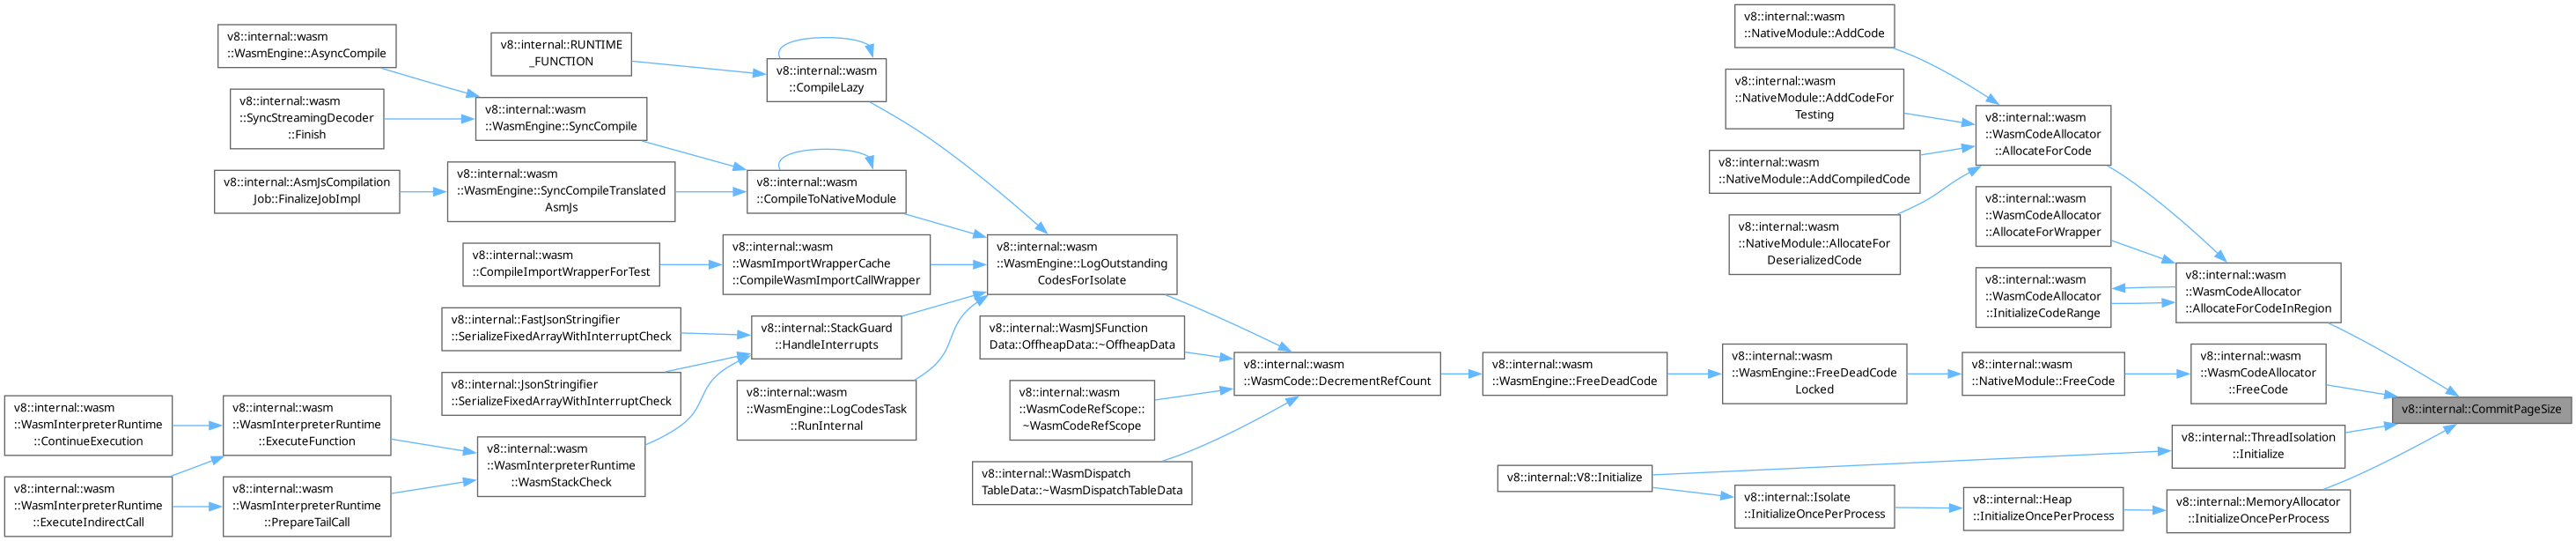 v8::internal::wasm
::WasmEngine::AsyncCompile
v8::internal::wasm
::SyncStreamingDecoder
::Finish
v8::internal::AsmJsCompilation
Job::FinalizeJobImpl
v8::internal::wasm
::WasmInterpreterRuntime
::ContinueExecution
v8::internal::wasm
::WasmInterpreterRuntime
::ExecuteIndirectCall
v8::internal::wasm
::WasmInterpreterRuntime
::ExecuteFunction
v8::internal::wasm
::WasmInterpreterRuntime
::PrepareTailCall
v8::internal::RUNTIME
_FUNCTION
v8::internal::wasm
::WasmEngine::SyncCompile
v8::internal::wasm
::WasmEngine::SyncCompileTranslated
AsmJs
v8::internal::wasm
::CompileImportWrapperForTest
v8::internal::FastJsonStringifier
::SerializeFixedArrayWithInterruptCheck
v8::internal::JsonStringifier
::SerializeFixedArrayWithInterruptCheck
v8::internal::wasm
::WasmInterpreterRuntime
::WasmStackCheck
v8::internal::wasm
::CompileLazy
v8::internal::wasm
::CompileToNativeModule
v8::internal::wasm
::WasmImportWrapperCache
::CompileWasmImportCallWrapper
v8::internal::StackGuard
::HandleInterrupts
v8::internal::wasm
::WasmEngine::LogCodesTask
::RunInternal
v8::internal::wasm
::WasmEngine::LogOutstanding
CodesForIsolate
v8::internal::WasmJSFunction
Data::OffheapData::~OffheapData
v8::internal::wasm
::WasmCodeRefScope::
~WasmCodeRefScope
v8::internal::WasmDispatch
TableData::~WasmDispatchTableData
v8::internal::wasm
::WasmCode::DecrementRefCount
v8::internal::wasm
::WasmEngine::FreeDeadCode
v8::internal::V8::Initialize
v8::internal::wasm
::NativeModule::AddCode
v8::internal::wasm
::NativeModule::AddCodeFor
Testing
v8::internal::wasm
::NativeModule::AddCompiledCode
v8::internal::wasm
::NativeModule::AllocateFor
DeserializedCode
v8::internal::wasm
::WasmEngine::FreeDeadCode
Locked
v8::internal::Isolate
::InitializeOncePerProcess
v8::internal::wasm
::WasmCodeAllocator
::AllocateForCode
v8::internal::wasm
::WasmCodeAllocator
::AllocateForWrapper
v8::internal::wasm
::WasmCodeAllocator
::InitializeCodeRange
v8::internal::wasm
::NativeModule::FreeCode
v8::internal::Heap
::InitializeOncePerProcess
v8::internal::wasm
::WasmCodeAllocator
::AllocateForCodeInRegion
v8::internal::wasm
::WasmCodeAllocator
::FreeCode
v8::internal::ThreadIsolation
::Initialize
v8::internal::MemoryAllocator
::InitializeOncePerProcess
v8::internal::CommitPageSize